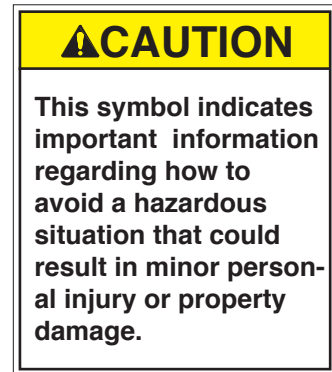 CAUTION
This symbol indicates
important information
regarding how to
avoid a hazardous
situation that could
result in minor person-
al injury or property
damage.